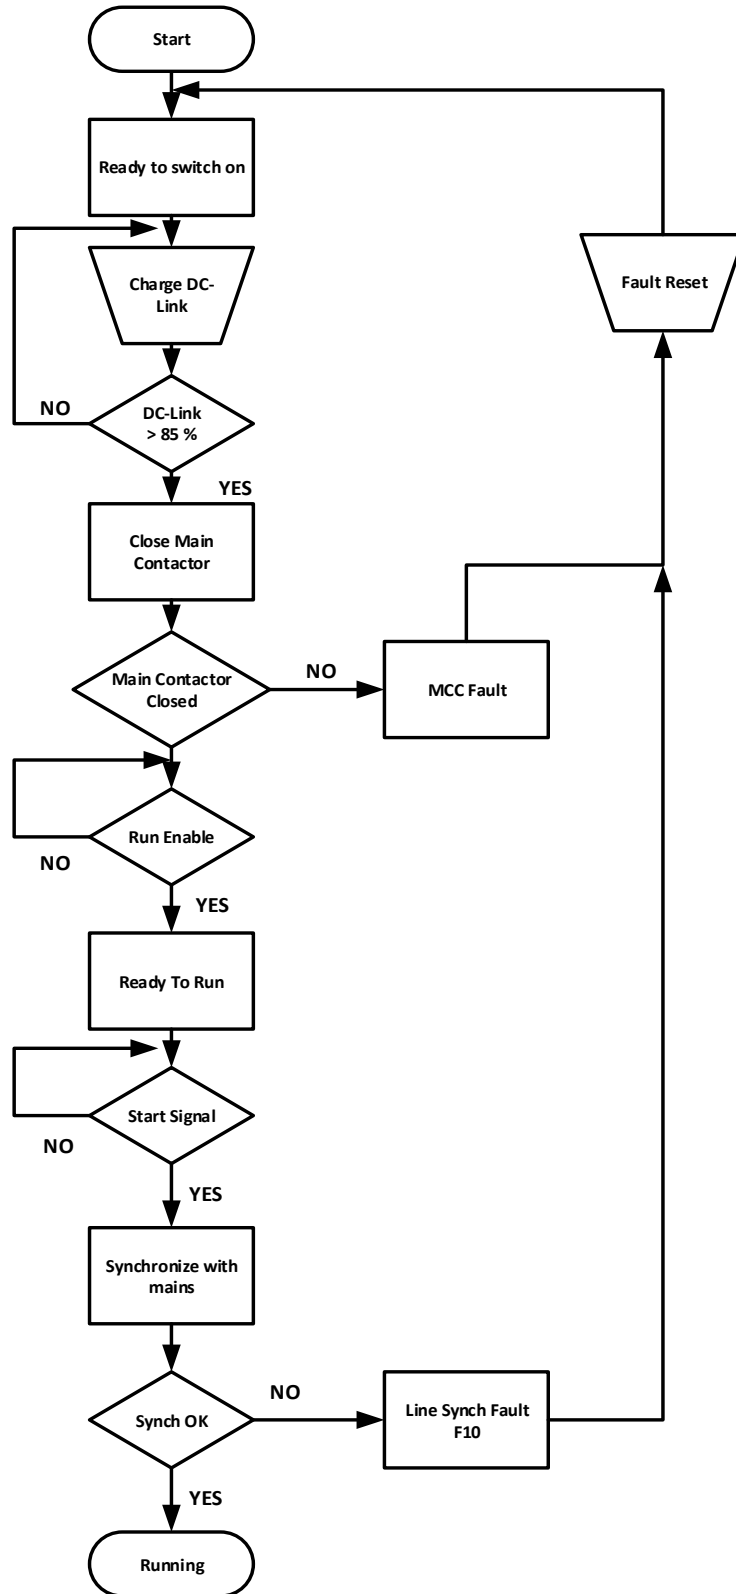 Start
Ready to switch on
Charge DC-
Link
Fault Reset
NO
DC-Link
> 85 %
YES
Close Main
Contactor
Main Contactor
Closed
NO
MCC Fault
Run Enable
NO
YES
Ready To Run
Start Signal
NO
YES
Synchronize with
mains
Synch OK
NO
Line Synch Fault
F10
YES
Running